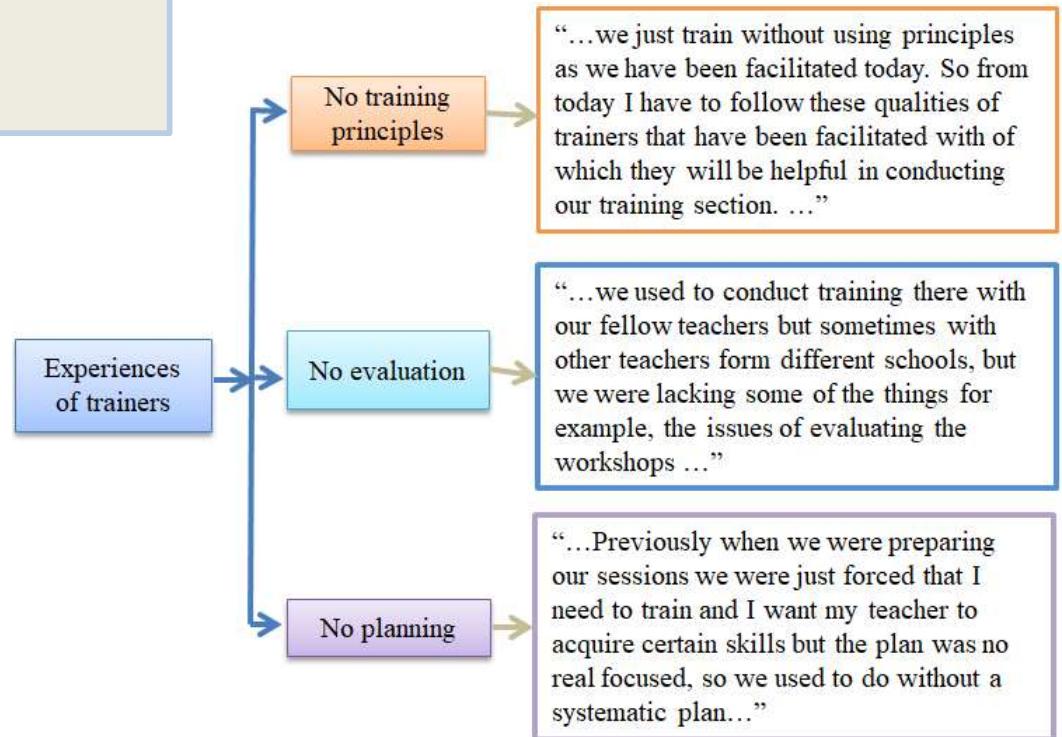 “…we just train without using principles
as we have been facilitated today. So from
today I have to follow these qualities of
trainers that have been facilitated with of
which they will be helpful in conducting
our training section. …”
No training
principles
“…we used to conduct training there with
our fellow teachers but sometimes with
other teachers form different schools, but
we were lacking some of the things for
example, the issues of evaluating the
workshops …”
No evaluation
Experiences
of trainers
“…Previously when we were preparing
our sessions we were just forced that I
need to train and I want my teacher to
acquire certain skills but the plan was no
real focused, so we used to do without a
systematic plan…”
No planning